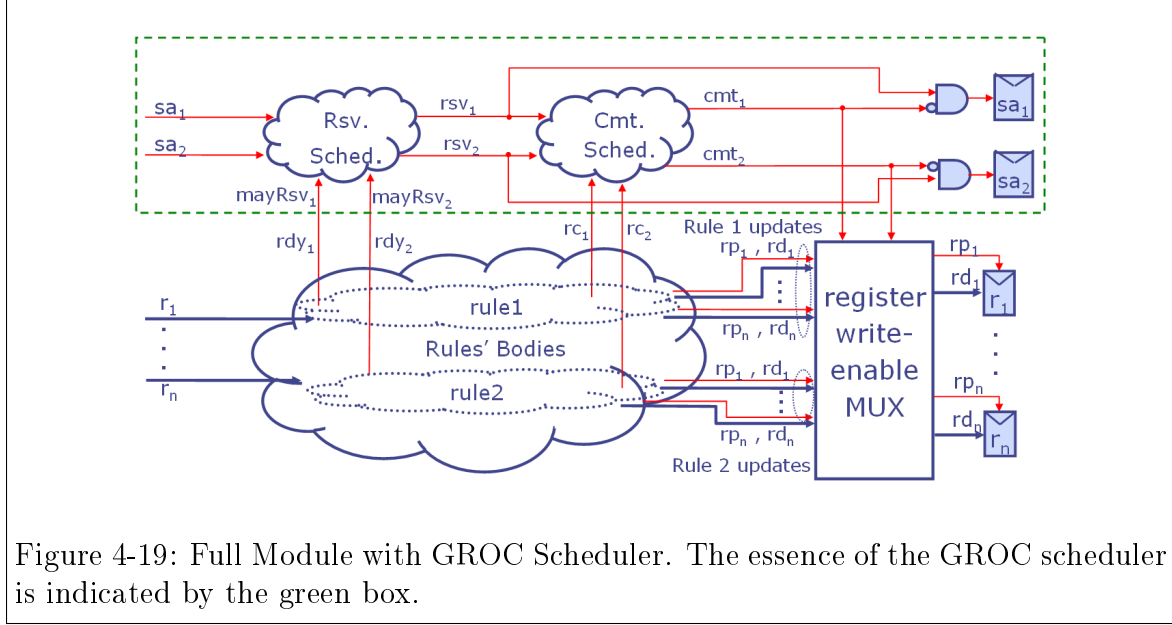 sa₁
sa₂
Rsv.
Sched.
rsv₁
rsv₂
Cmt.
Sched.
cmt₁
cmt₂
sa₁
sa₂
mayRsv₁
mayRsv₂
rdy₁
rdy₂
rc₁
rc₂
Rule 1 updates
rp₁ , rd₁
rpₙ , rdₙ
r₁
rₙ
rule1
Rules' Bodies
rule2
rp₁ , rd₁
rpₙ , rdₙ
Rule 2 updates
register
write-
enable
MUX
rp₁
rd₁
r₁
rpₙ
rdₙ
rₙ
Figure 4-19: Full Module with GROC Scheduler. The essence of the GROC scheduler
is indicated by the green box.